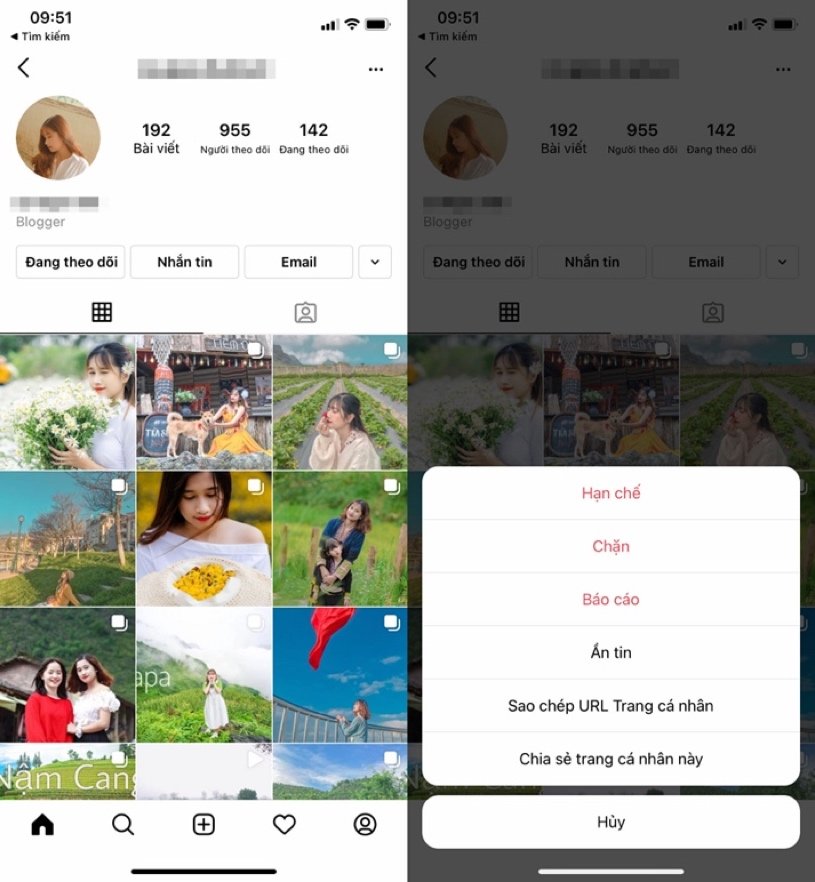 09:51
◀ Tìm kiếm
192 955 142
Bài viết Người theo dõi Đang theo dõi
Blogger
Đang theo dõi Nhắn tin Email
apa
Nậm Cang
09:51
◀ Tìm kiếm
192 955 142
Bài viết Người theo dõi Đang theo dõi
Blogger
Đang theo dõi Nhắn tin Email
Hạn chế
Chặn
Báo cáo
Ẩn tin
Sao chép URL Trang cá nhân
Chia sẻ trang cá nhân này
Hủy